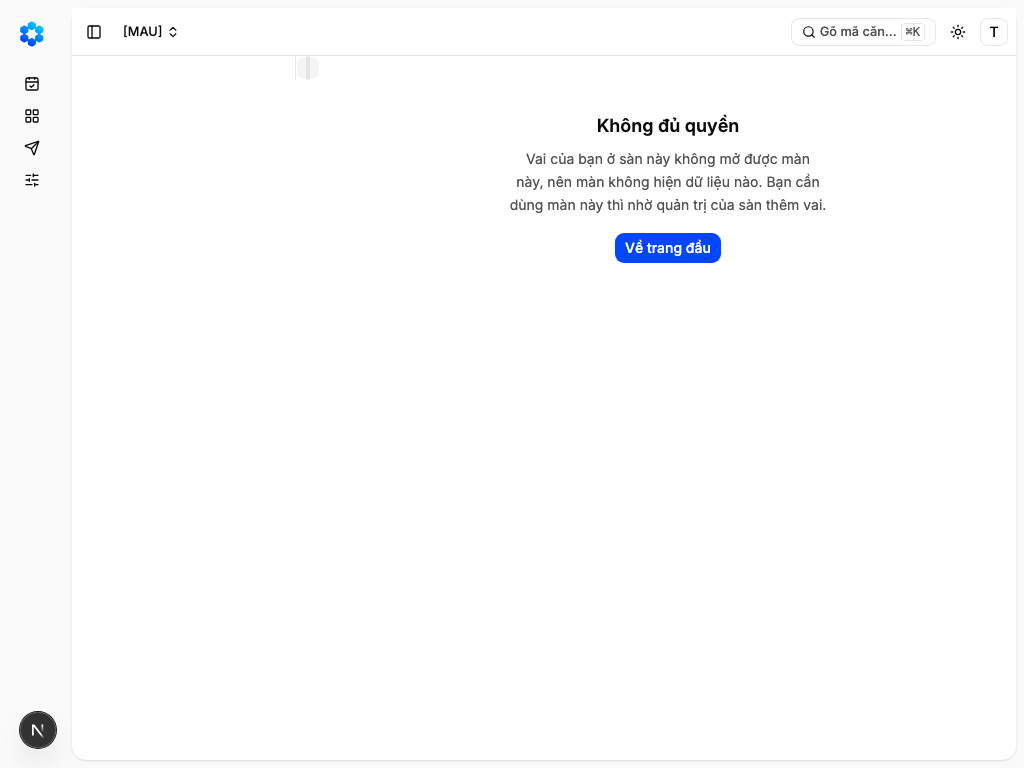 [MAU]
Gõ mã căn... ⌘K
T
Không đủ quyền
Vai của bạn ở sàn này không mở được màn
này, nên màn không hiện dữ liệu nào. Bạn cần
dùng màn này thì nhờ quản trị của sàn thêm vai.
Về trang đầu
N